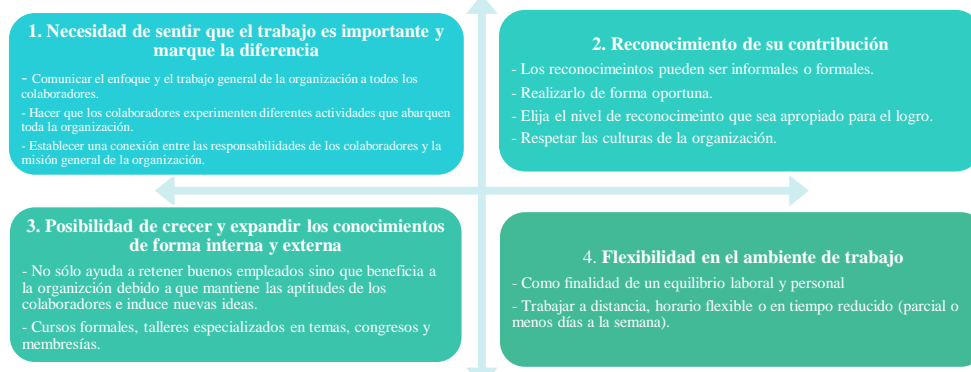 1. Necesidad de sentir que el trabajo es importante y
marque la diferencia
- Comunicar el enfoque y el trabajo general de la organización a todos los
colaboradores.
- Hacer que los colaboradores experimenten diferentes actividades que abarquen
toda la organización.
- Establecer una conexión entre las responsabilidades de los colaboradores y la
misión general de la organización.
2. Reconocimiento de su contribución
- Los reconocimeintos pueden ser informales o formales.
- Realizarlo de forma oportuna.
- Elija el nivel de reconocimeinto que sea apropiado para el logro.
- Respetar las culturas de la organización.
3. Posibilidad de crecer y expandir los conocimientos
de forma interna y externa
- No sólo ayuda a retener buenos empleados sino que beneficia a
la organizción debido a que mantiene las aptitudes de los
colaboradores e induce nuevas ideas.
- Cursos formales, talleres especializados en temas, congresos y
membresías.
4. Flexibilidad en el ambiente de trabajo
- Como finalidad de un equilibrio laboral y personal
- Trabajar a distancia, horario flexible o en tiempo reducido (parcial o
menos días a la semana).